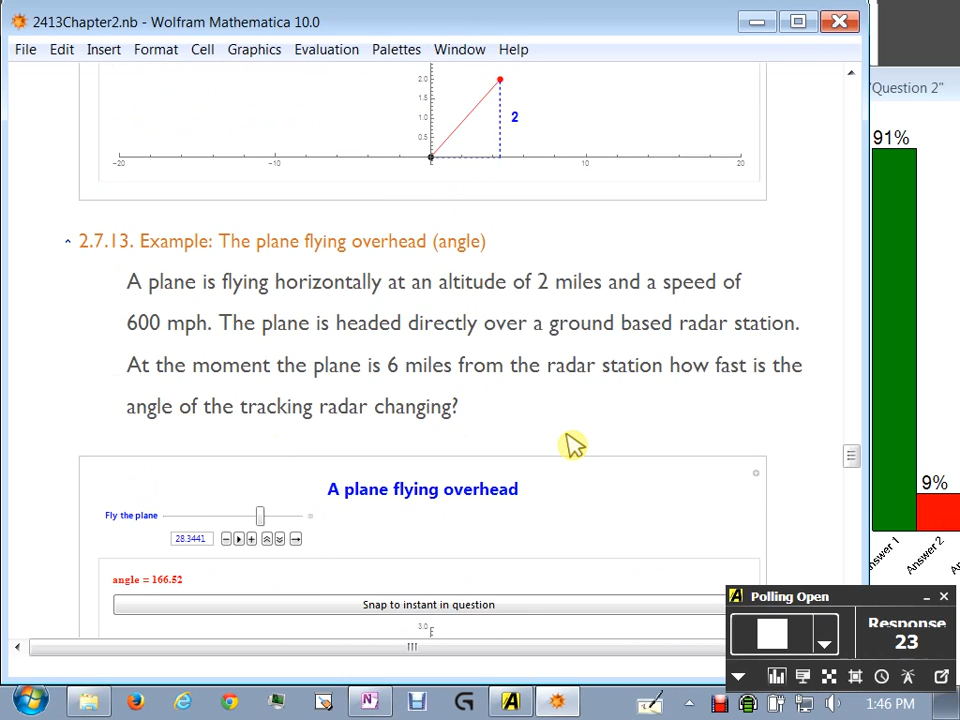 2413Chapter2.nb - Wolfram Mathematica 10.0
File Edit Insert Format Cell Graphics Evaluation Palettes Window Help
"Question 2"
2.0
1.5
1.0
0.5
2
-20 -10 10 20
91%
9%
Answer 1
Answer 2
2.7.13. Example: The plane flying overhead (angle)
A plane is flying horizontally at an altitude of 2 miles and a speed of
600 mph. The plane is headed directly over a ground based radar station.
At the moment the plane is 6 miles from the radar station how fast is the
angle of the tracking radar changing?
A plane flying overhead
Fly the plane
28.3441
angle = 166.52
Snap to instant in question
3.0
Polling Open
Response
23
1:46 PM